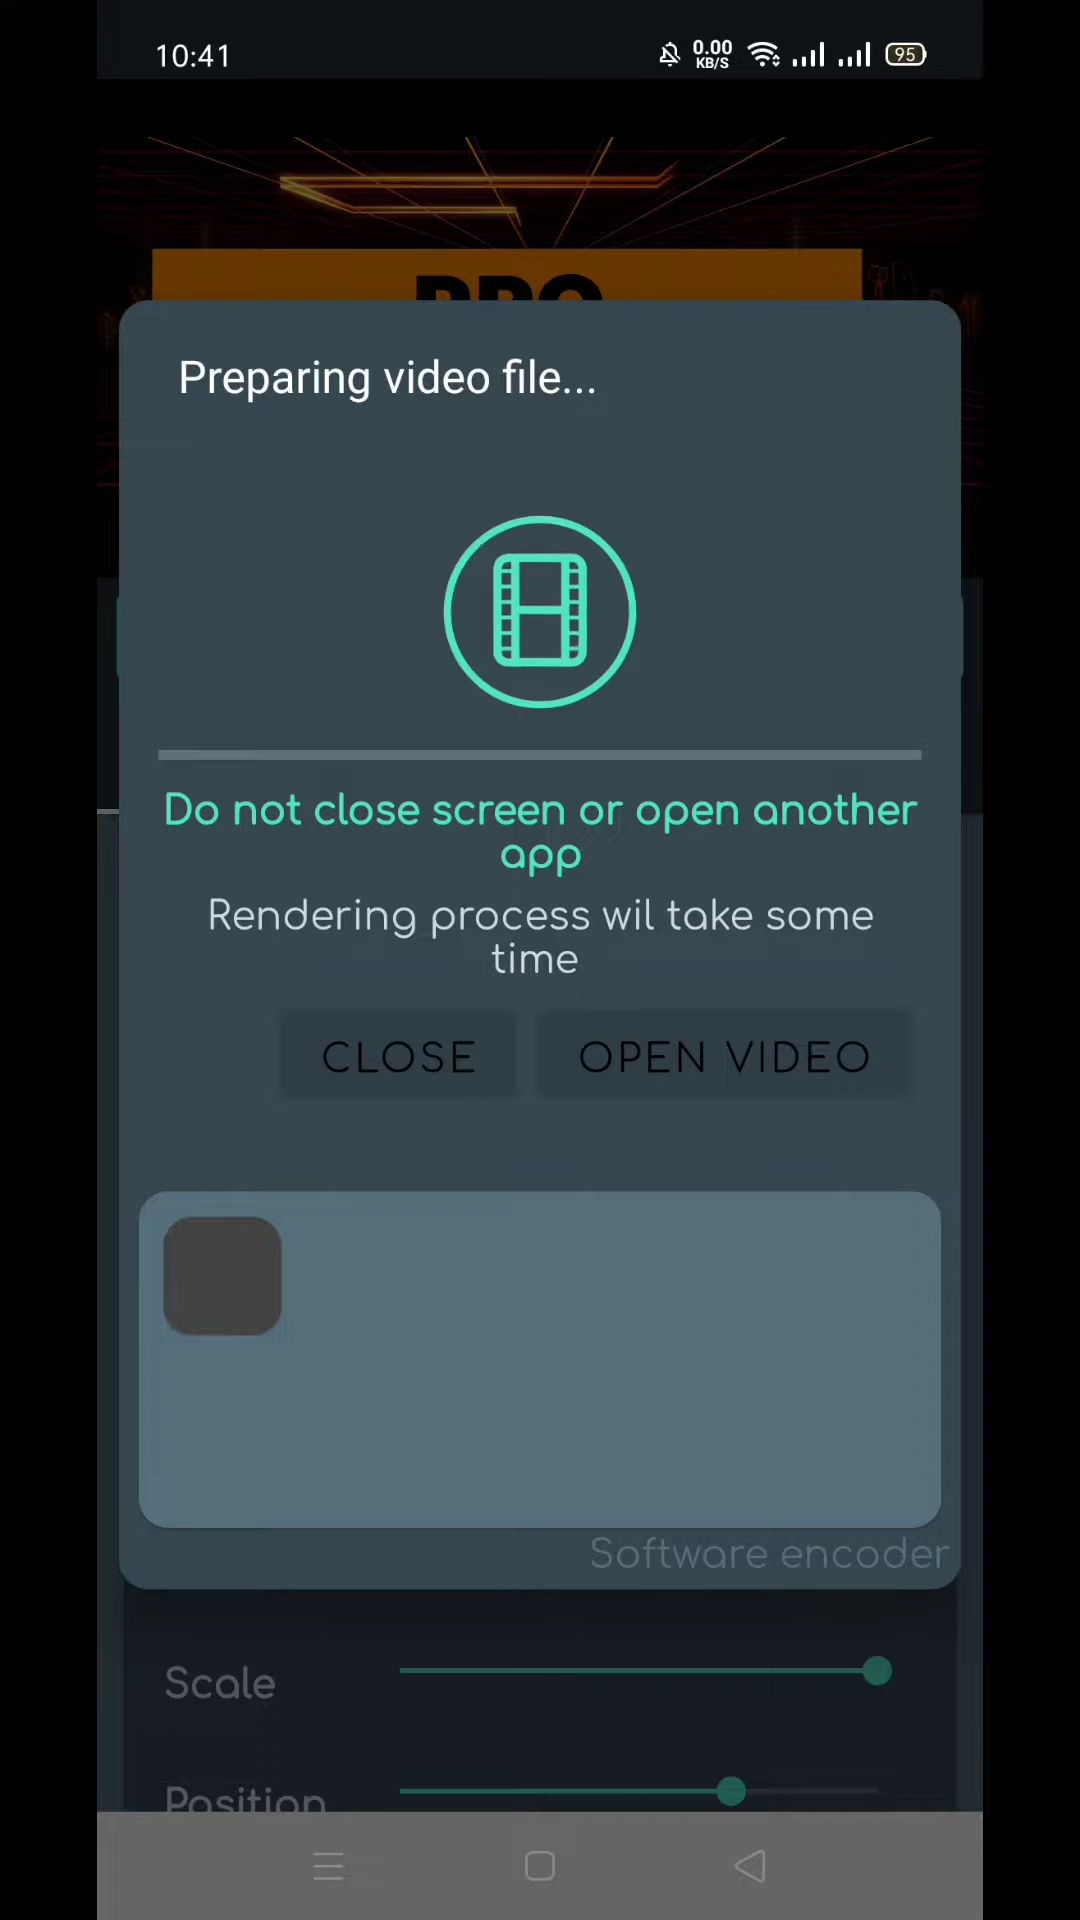 10:41
0.00
KB/S
95
Preparing video file...
Do not close screen or open another
app
Rendering process wil take some
time
CLOSE
OPEN VIDEO
Software encoder
Scale
Position